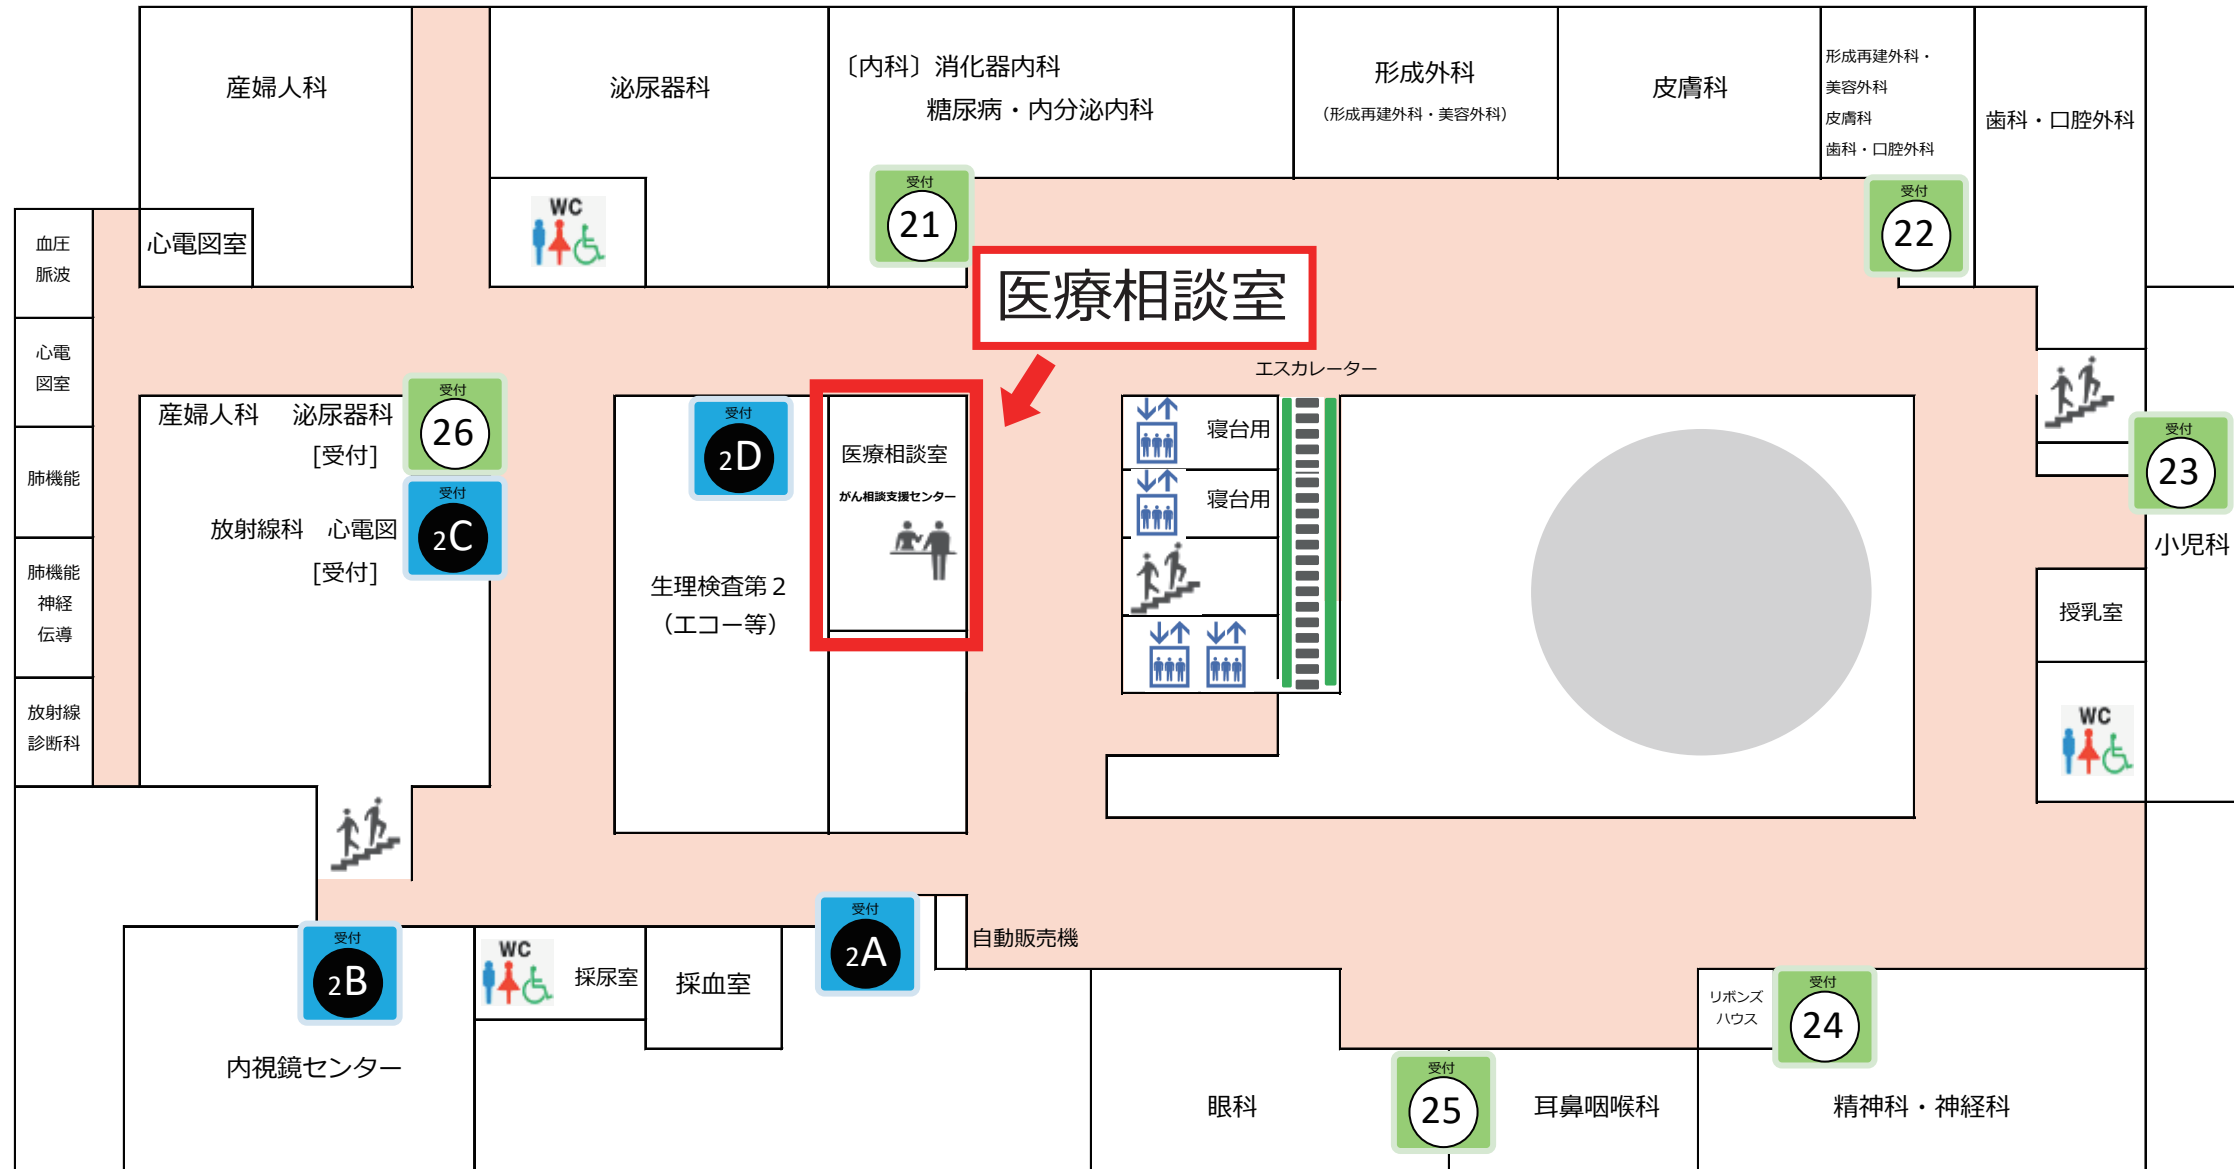 産婦人科
泌尿器科
〔内科〕消化器内科
糖尿病・内分泌内科
形成外科
（形成再建外科・美容外科）
皮膚科
形成再建外科・
美容外科
皮膚科
歯科・口腔外科
歯科・口腔外科
受付
21
受付
22
WC
心電図室
血圧
脈波
医療相談室
エスカレーター
心電
図室
産婦人科 泌尿器科
[受付]
受付
26
受付
2D
医療相談室
がん相談支援センター
寝台用
寝台用
受付
23
小児科
肺機能
放射線科 心電図
[受付]
受付
2C
生理検査第２
（エコー等）
肺機能
神経
伝導
授乳室
放射線
診断科
WC
受付
2B
内視鏡センター
WC
採尿室
採血室
受付
2A
自動販売機
リボンズ
ハウス
受付
24
眼科
受付
25
耳鼻咽喉科
精神科・神経科